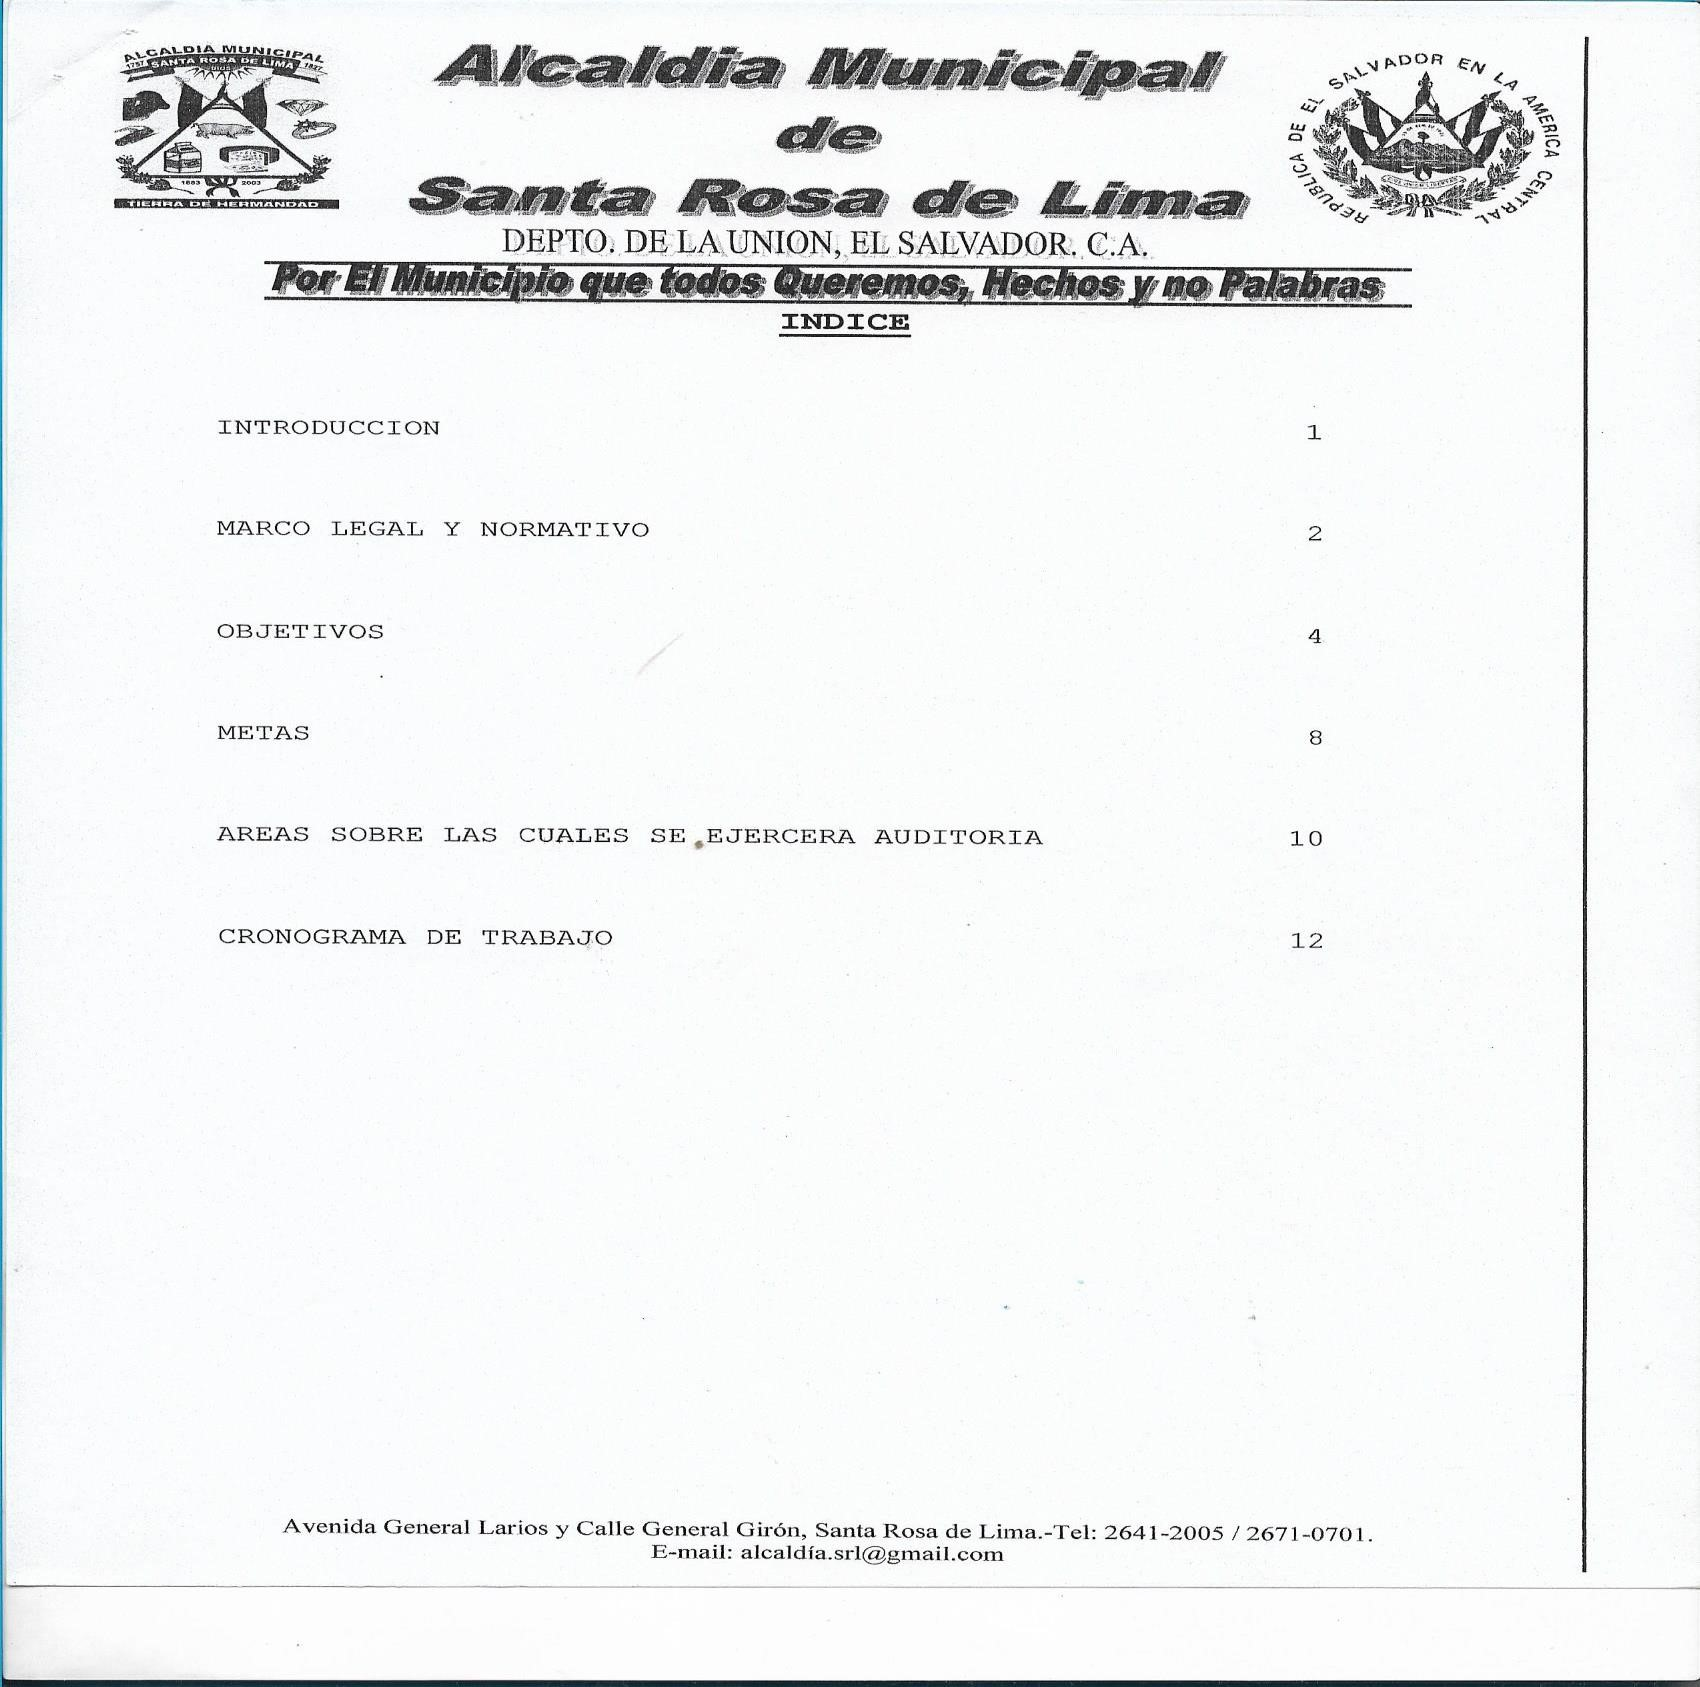 ALCALDIA MUNICIPAL
SANTA ROSA DE LIMA
1883 2003
TIERRA DE HERMANDAD
Alcaldia Municipal
de
Santa Rosa de Lima
DEPTO. DE LA UNION, EL SALVADOR. C.A.
Por El Municipio que todos Queremos, Hechos y no Palabras
REPUBLICA DE EL SALVADOR EN LA AMERICA CENTRAL
INDICE
INTRODUCCION 1
MARCO LEGAL Y NORMATIVO 2
OBJETIVOS 4
METAS 8
AREAS SOBRE LAS CUALES SE EJERCERA AUDITORIA 10
CRONOGRAMA DE TRABAJO 12
Avenida General Larios y Calle General Girón, Santa Rosa de Lima.-Tel: 2641-2005 / 2671-0701.
E-mail: alcaldía.srl@gmail.com